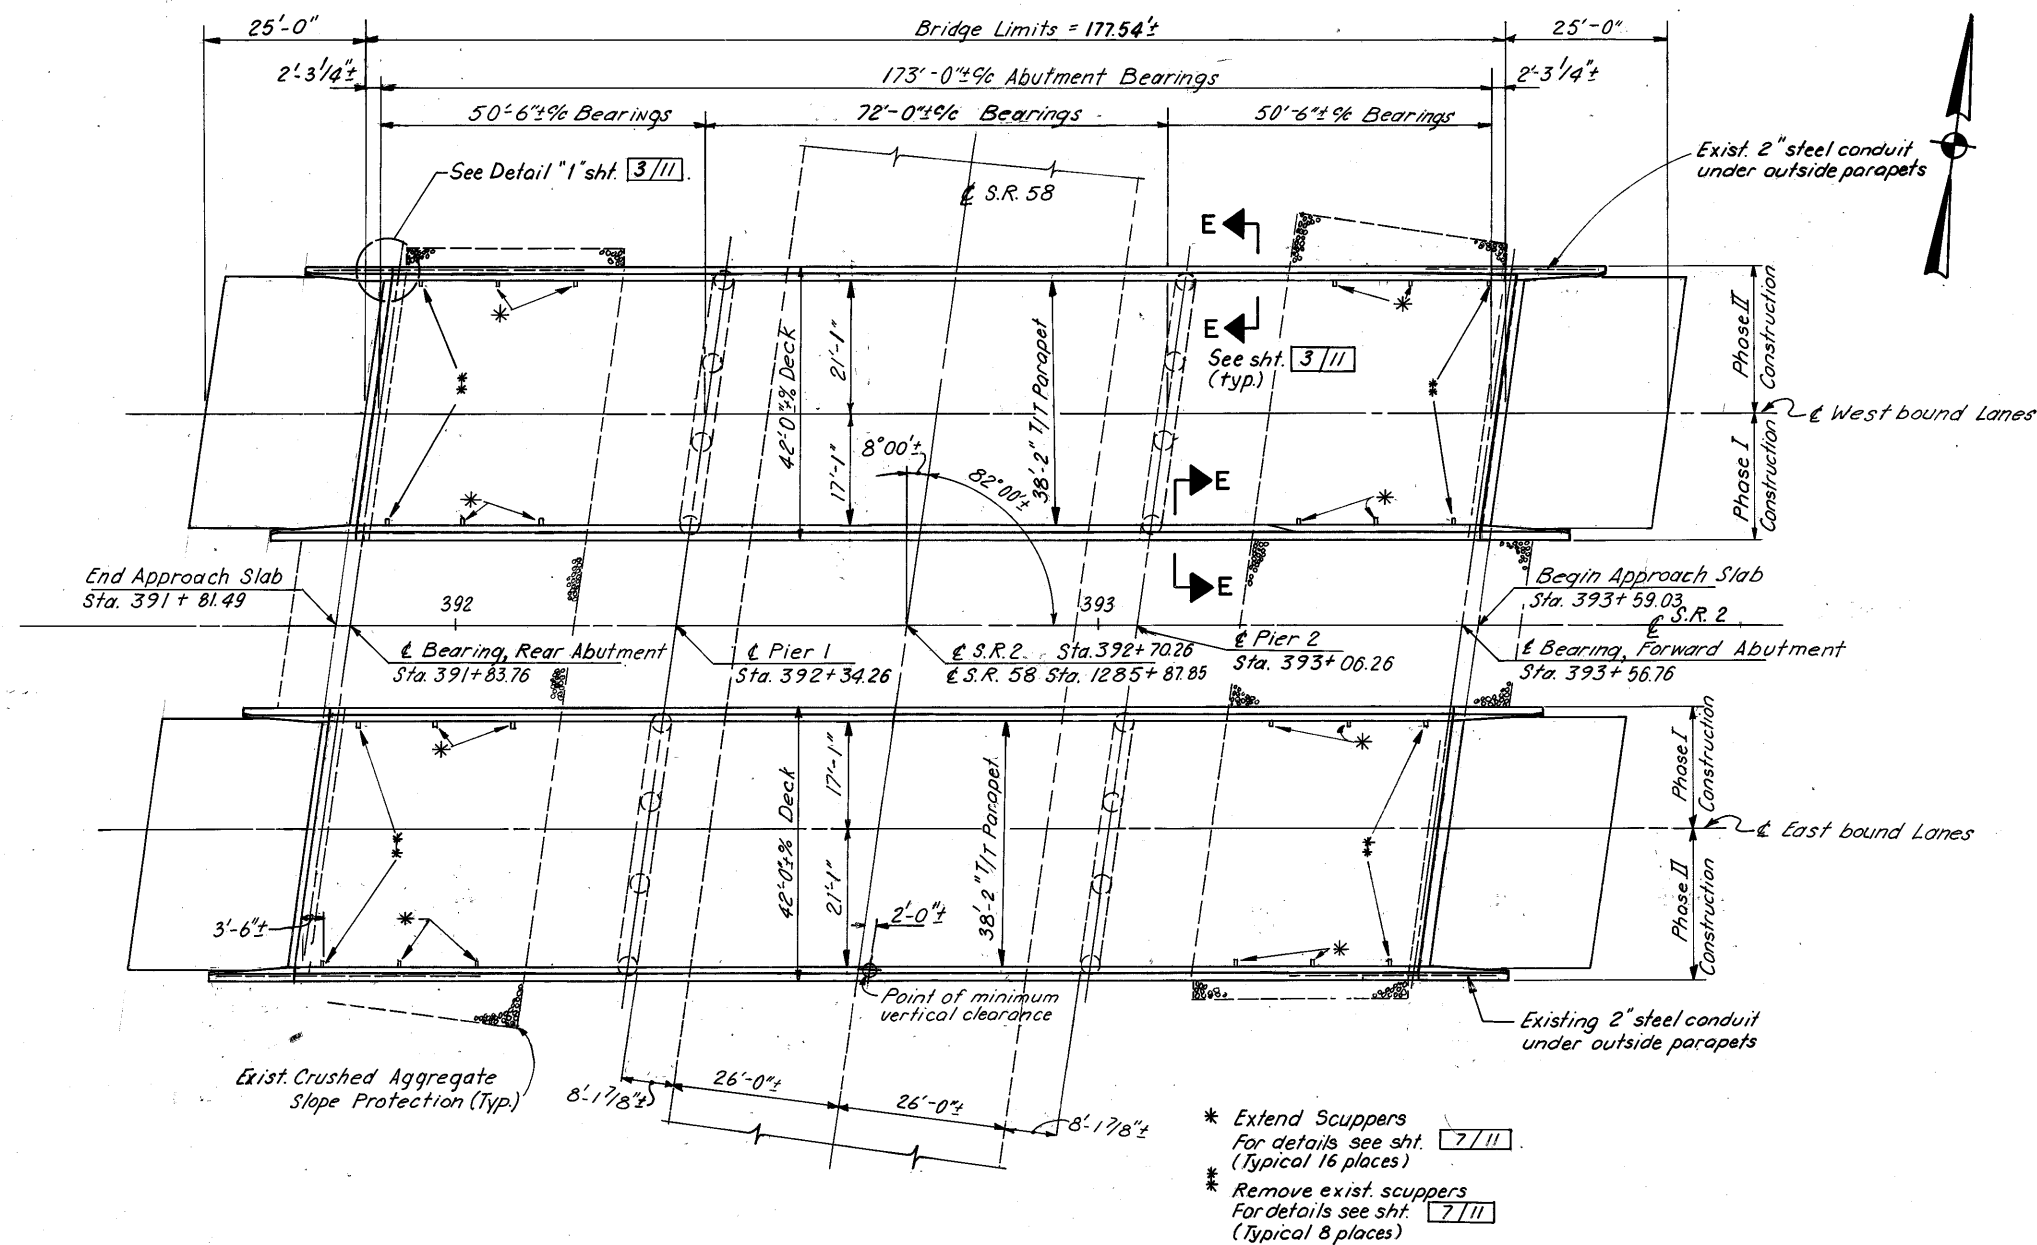 25'-0"
Bridge Limits = 177.54'±
25'-0"
2'-3 1/4"±
173'-0"± c/c Abutment Bearings
2'-3 1/4"±
50'-6"± c/c Bearings
72'-0"± c/c Bearings
50'-6"± c/c Bearings
See Detail "1" sht. 3/11.
℄ S.R. 58
Exist. 2" steel conduit
under outside parapets
E
E
See sht. 3/11
(typ.)
42'-0"± Deck
21'-1"
17'-1"
38'-2" T/T Parapet
8°00'±
82°00'±
E
E
Phase II
Construction
Phase I
Construction
℄ West bound Lanes
End Approach Slab
Sta. 391 + 81.49
392
393
Begin Approach Slab
Sta. 393+ 59.03
℄ S.R. 2
℄ Bearing, Rear Abutment
Sta. 391+83.76
℄ Pier 1
Sta. 392+34.26
℄ S.R. 2 Sta. 392+70.26
℄ S.R. 58 Sta. 1285+87.85
℄ Pier 2
Sta. 393+06.26
℄ Bearing, Forward Abutment
Sta. 393+56.76
42'-0"± Deck
17'-1"
21'-1"
38'-2" T/T Parapet
Phase I
Construction
Phase II
Construction
℄ East bound Lanes
3'-6"±
2'-0"±
Point of minimum
vertical clearance
Existing 2" steel conduit
under outside parapets
Exist. Crushed Aggregate
Slope Protection (Typ.)
8'-1 7/8"±
26'-0"±
26'-0"±
8'-1 7/8"±
* Extend Scuppers
For details see sht. 7/11.
(Typical 16 places)
** Remove exist. scuppers
For details see sht. 7/11
(Typical 8 places)